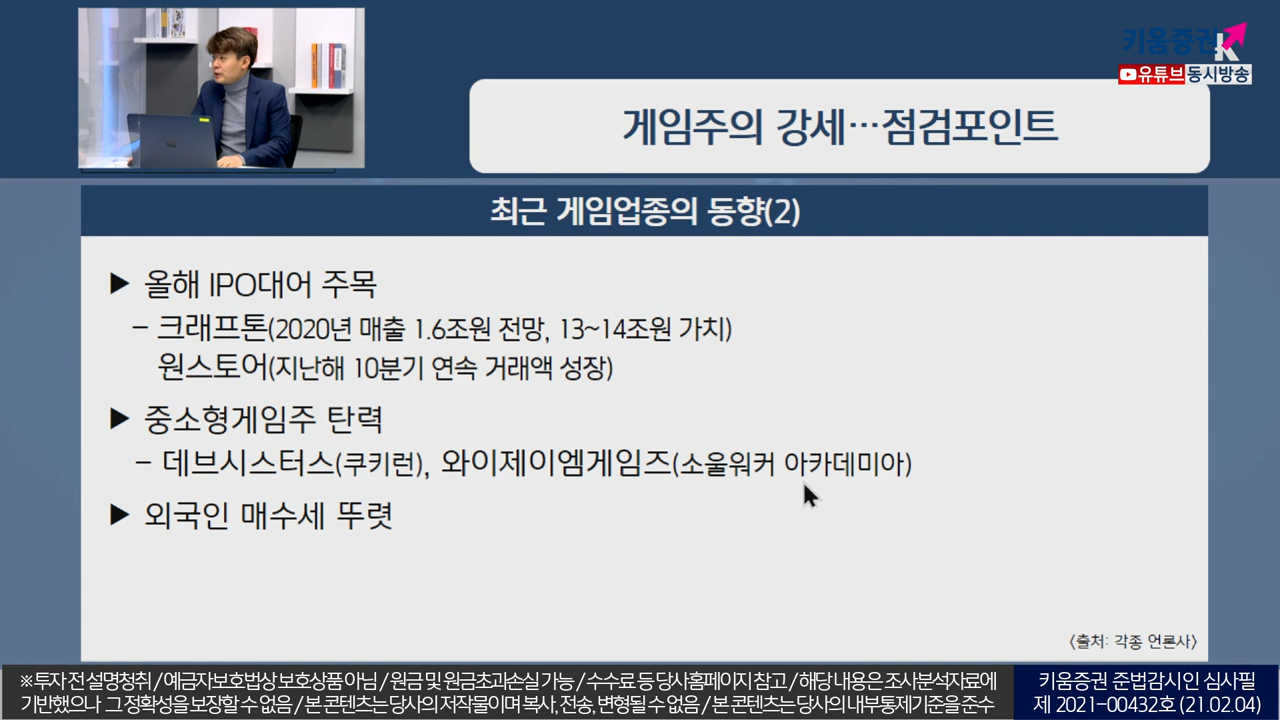 키움증권
유튜브동시방송
게임주의 강세…점검포인트
최근 게임업종의 동향(2)
▶ 올해 IPO대어 주목
- 크래프톤(2020년 매출 1.6조원 전망, 13~14조원 가치)
원스토어(지난해 10분기 연속 거래액 성장)
▶ 중소형게임주 탄력
- 데브시스터스(쿠키런), 와이제이엠게임즈(소울워커 아카데미아)
▶ 외국인 매수세 뚜렷
<출처: 각종 언론사>
※ 투자 전 설명청취 / 예금자보호법상 보호상품 아님 / 원금 및 원금초과손실 가능 / 수수료 등 당사홈페이지 참고 / 해당 내용은 조사분석자료에
기반했으나 그 정확성을 보장할 수 없음 / 본 콘텐츠는 당사의 저작물이며 복사, 전송, 변형될 수 없음 / 본 콘텐츠는 당사의 내부통제기준을 준수
키움증권 준법감시인 심사필
제 2021-00432호 (21.02.04)